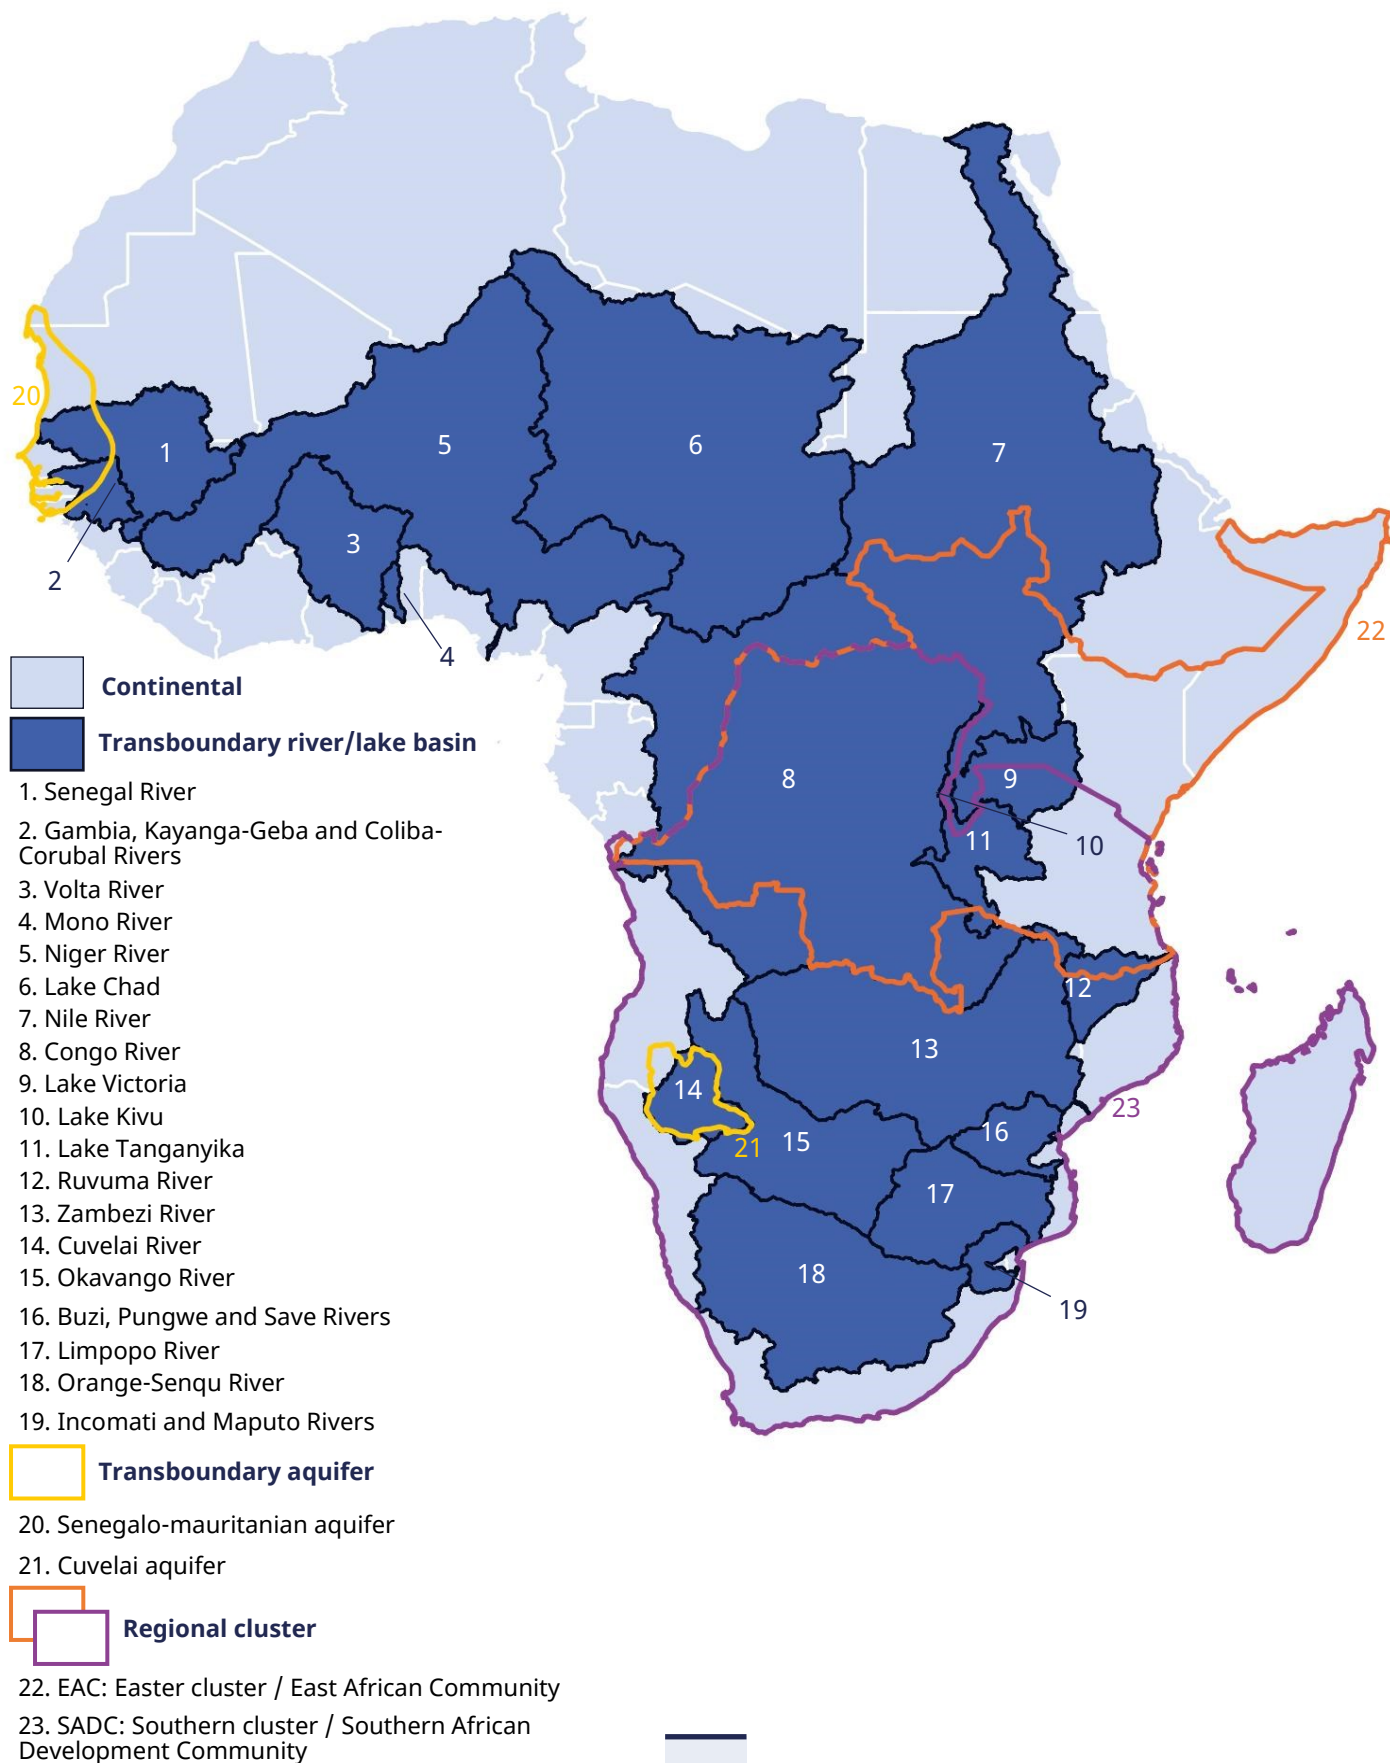 20
1
5
6
7
3
2
22
4
Continental
Transboundary river/lake basin
8
9
10
11
1. Senegal River
2. Gambia, Kayanga-Geba and Coliba-
Corubal Rivers
3. Volta River
4. Mono River
5. Niger River
6. Lake Chad
7. Nile River
8. Congo River
9. Lake Victoria
10. Lake Kivu
11. Lake Tanganyika
12. Ruvuma River
13. Zambezi River
14. Cuvelai River
15. Okavango River
16. Buzi, Pungwe and Save Rivers
17. Limpopo River
18. Orange-Senqu River
19. Incomati and Maputo Rivers
12
13
14
23
16
15
21
17
18
19
Transboundary aquifer
20. Senegalo-mauritanian aquifer
21. Cuvelai aquifer
Regional cluster
22. EAC: Easter cluster / East African Community
23. SADC: Southern cluster / Southern African
Development Community